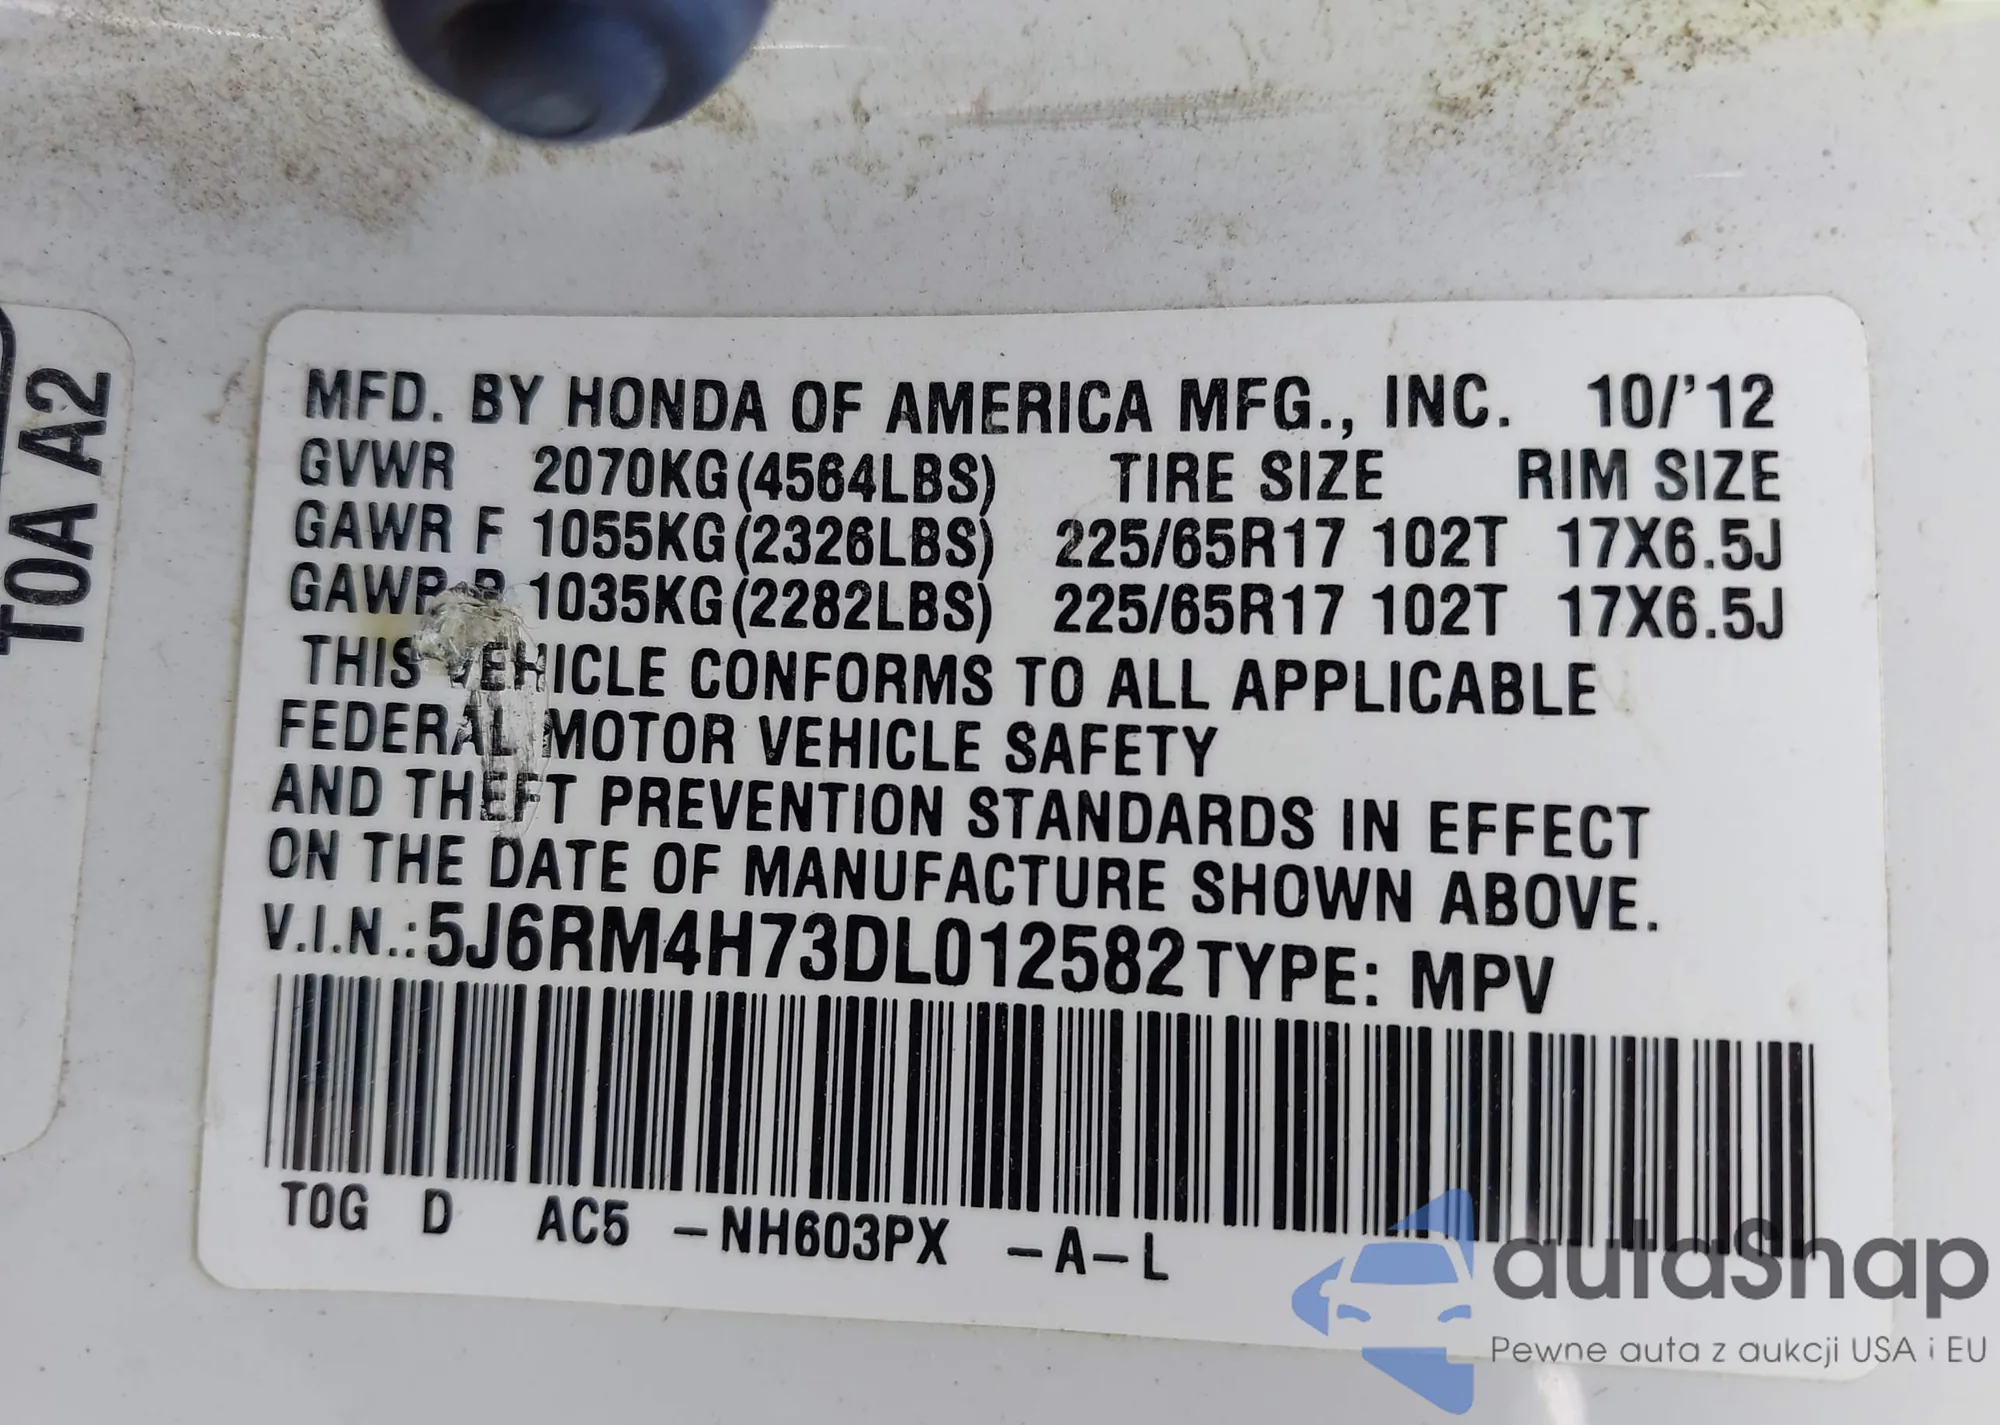 T0A A2
MFD. BY HONDA OF AMERICA MFG., INC. 10/'12
GVWR 2070KG(4564LBS) TIRE SIZE RIM SIZE
GAWR F 1055KG(2326LBS) 225/65R17 102T 17X6.5J
GAWR R 1035KG(2282LBS) 225/65R17 102T 17X6.5J
THIS VEHICLE CONFORMS TO ALL APPLICABLE
FEDERAL MOTOR VEHICLE SAFETY
AND THEFT PREVENTION STANDARDS IN EFFECT
ON THE DATE OF MANUFACTURE SHOWN ABOVE.
V.I.N.:5J6RM4H73DL012582 TYPE: MPV
T0G D AC5 -NH603PX -A-L
autaSnap
Pewne auta z aukcji USA i EU